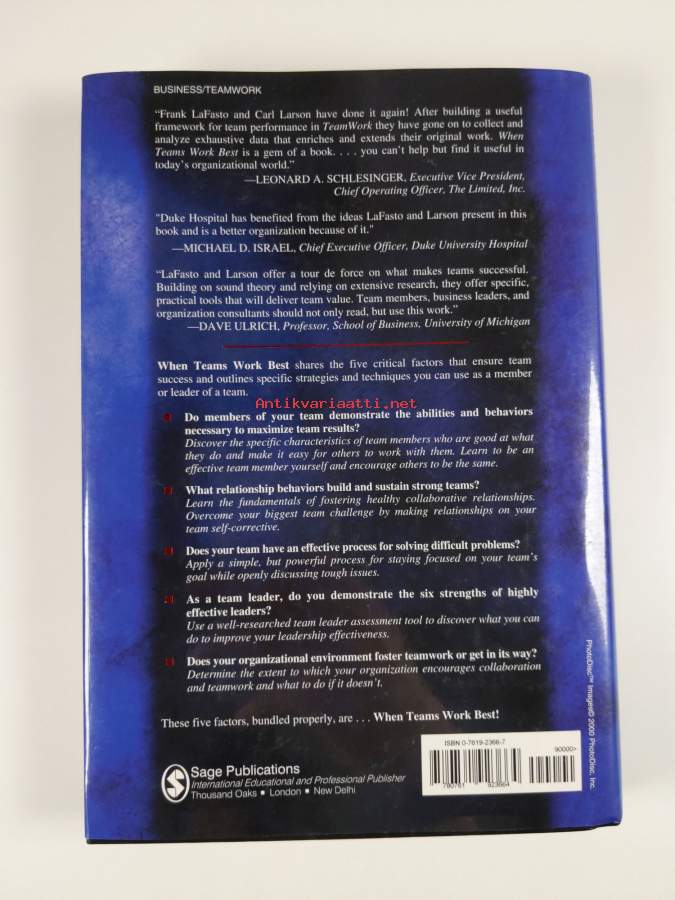 BUSINESS/TEAMWORK
“Frank LaFasto and Carl Larson have done it again! After building a useful
framework for team performance in TeamWork they have gone on to collect and
analyze exhaustive data that enriches and extends their original work. When
Teams Work Best is a gem of a book. . . . you can’t help but find it useful in
today’s organizational world.”
—LEONARD A. SCHLESINGER, Executive Vice President,
Chief Operating Officer, The Limited, Inc.
"Duke Hospital has benefited from the ideas LaFasto and Larson present in this
book and is a better organization because of it."
—MICHAEL D. ISRAEL, Chief Executive Officer, Duke University Hospital
“LaFasto and Larson offer a tour de force on what makes teams successful.
Building on sound theory and relying on extensive research, they offer specific,
practical tools that will deliver team value. Team members, business leaders, and
organization consultants should not only read, but use this work.”
—DAVE ULRICH, Professor, School of Business, University of Michigan
When Teams Work Best shares the five critical factors that ensure team
success and outlines specific strategies and techniques you can use as a member
or leader of a team.
Antikvariaatti.net
Do members of your team demonstrate the abilities and behaviors
necessary to maximize team results?
Discover the specific characteristics of team members who are good at what
they do and make it easy for others to work with them. Learn to be an
effective team member yourself and encourage others to be the same.
What relationship behaviors build and sustain strong teams?
Learn the fundamentals of fostering healthy collaborative relationships.
Overcome your biggest team challenge by making relationships on your
team self-corrective.
Does your team have an effective process for solving difficult problems?
Apply a simple, but powerful process for staying focused on your team’s
goal while openly discussing tough issues.
As a team leader, do you demonstrate the six strengths of highly
effective leaders?
Use a well-researched team leader assessment tool to discover what you can
do to improve your leadership effectiveness.
Does your organizational environment foster teamwork or get in its way?
Determine the extent to which your organization encourages collaboration
and teamwork and what to do if it doesn’t.
These five factors, bundled properly, are . . . When Teams Work Best!
PhotoDisc™ Images© 2000 PhotoDisc, Inc.
ISBN 0-7619-2366-7
90000>
9 780761 923664
S
Sage Publications
International Educational and Professional Publisher
Thousand Oaks ■ London ■ New Delhi